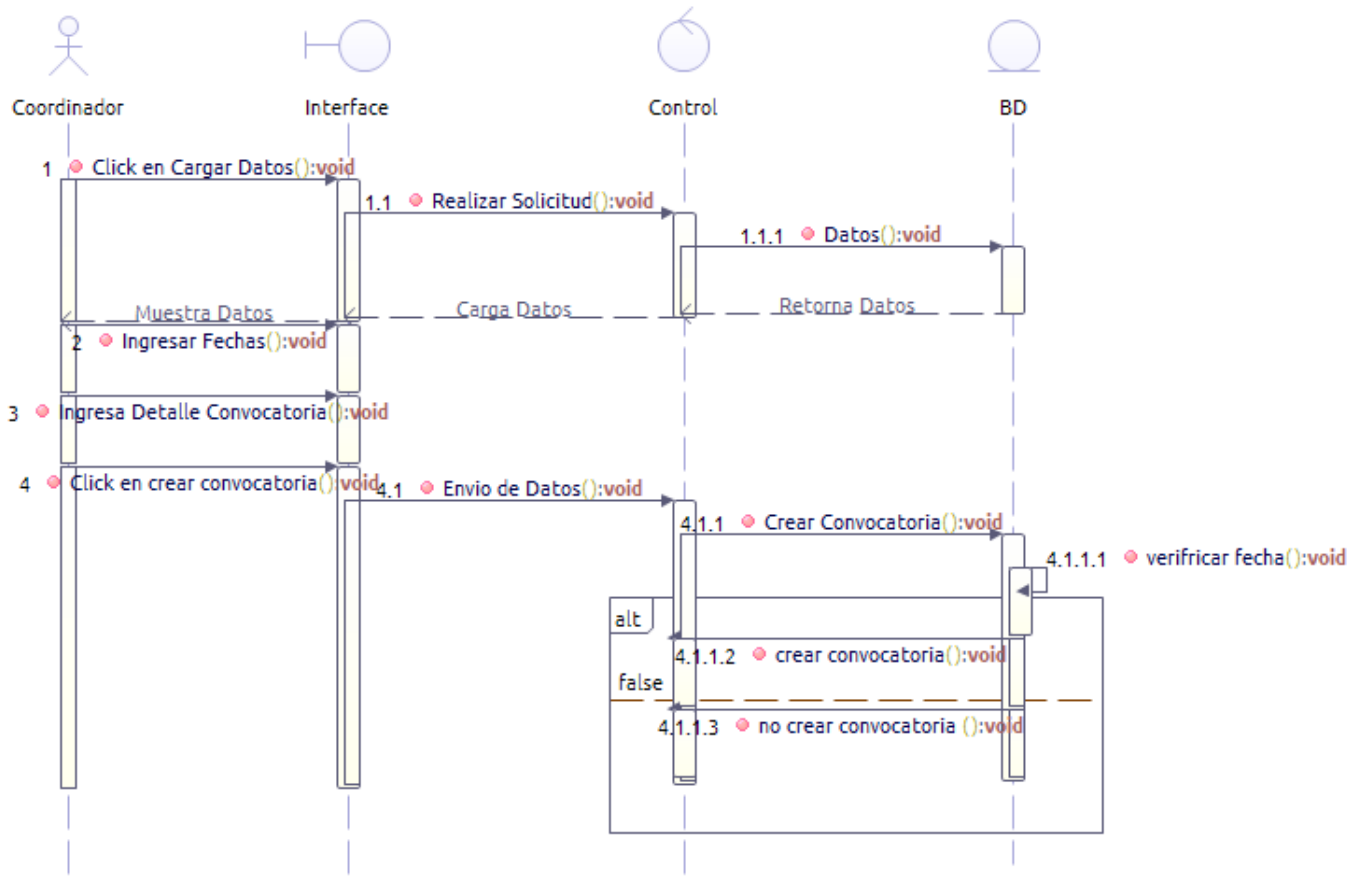 Coordinador
Interface
Control
BD
1 Click en Cargar Datos():void
1.1 Realizar Solicitud():void
1.1.1 Datos():void
Retorna Datos
Carga Datos
Muestra Datos
2 Ingresar Fechas():void
3 Ingresa Detalle Convocatoria():void
4 Click en crear convocatoria():void
4.1 Envio de Datos():void
4.1.1 Crear Convocatoria():void
4.1.1.1 verifricar fecha():void
alt
4.1.1.2 crear convocatoria():void
false
4.1.1.3 no crear convocatoria ():void